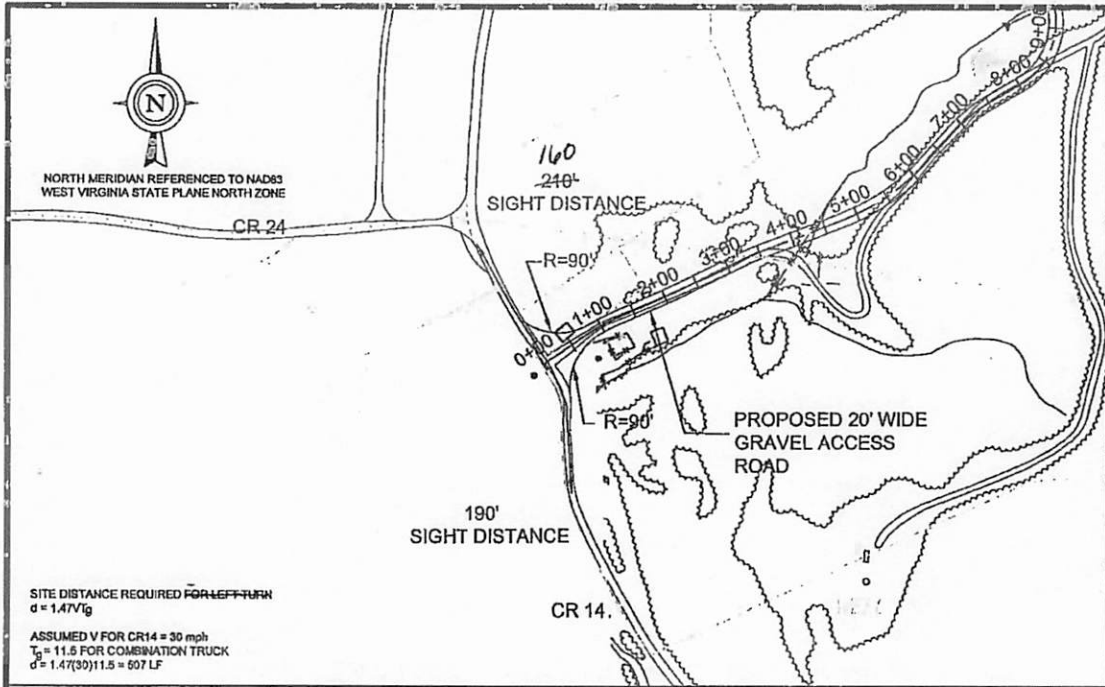 N
NORTH MERIDIAN REFERENCED TO NAD83
WEST VIRGINIA STATE PLANE NORTH ZONE
CR 24
160
210'
SIGHT DISTANCE
R=90'
0+00
1+00
2+00
3+00
4+00
5+00
6+00
7+00
8+00
9+00
R=90'
PROPOSED 20' WIDE
GRAVEL ACCESS
ROAD
190'
SIGHT DISTANCE
CR 14.
SITE DISTANCE REQUIRED FOR LEFT TURN
d = 1.47VTg
ASSUMED V FOR CR14 = 30 mph
Tg = 11.5 FOR COMBINATION TRUCK
d = 1.47(30)11.5 = 507 LF